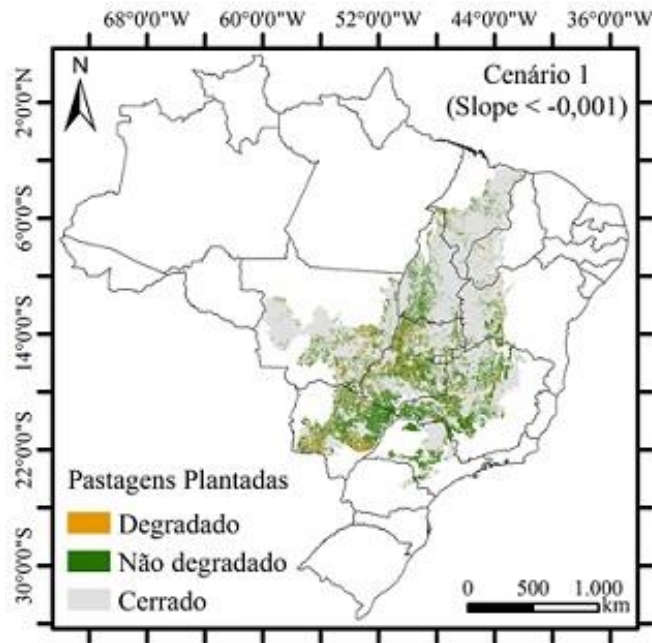 68°0'0"W 60°0'0"W 52°0'0"W 44°0'0"W 36°0'0"W
N
Cenário 1
(Slope < -0,001)
2°0'0"N
6°0'0"S
14°0'0"S
22°0'0"S
30°0'0"S
Pastagens Plantadas
Degradado
Não degradado
Cerrado
0 500 1.000
km